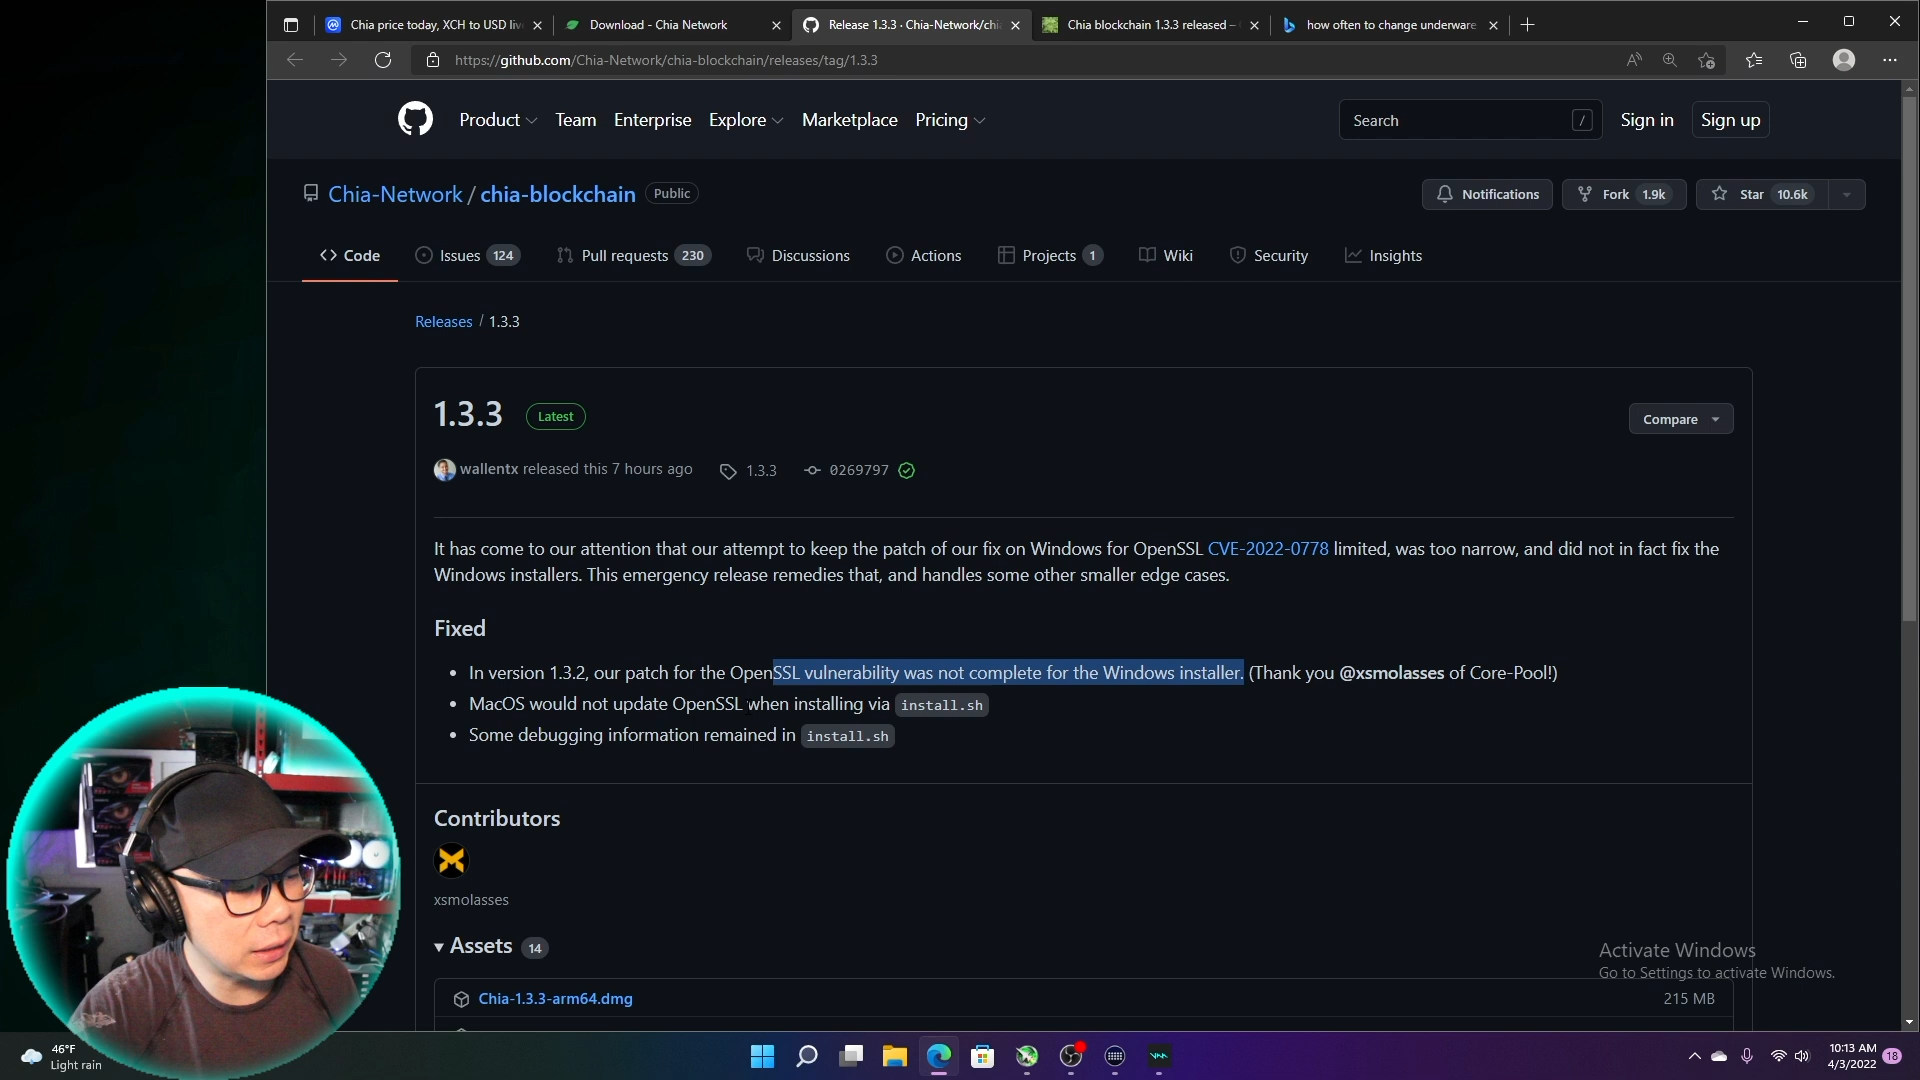 Chia price today, XCH to USD liv
Download - Chia Network
Release 1.3.3 · Chia-Network/chi
Chia blockchain 1.3.3 released –
how often to change underware
https://github.com/Chia-Network/chia-blockchain/releases/tag/1.3.3
Product Team Enterprise Explore Marketplace Pricing
Search /
Sign in
Sign up
Chia-Network / chia-blockchain Public
Notifications
Fork 1.9k
Star 10.6k
Code
Issues 124
Pull requests 230
Discussions
Actions
Projects 1
Wiki
Security
Insights
Releases / 1.3.3
1.3.3 Latest
Compare
wallentx released this 7 hours ago 1.3.3 0269797
It has come to our attention that our attempt to keep the patch of our fix on Windows for OpenSSL CVE-2022-0778 limited, was too narrow, and did not in fact fix the
Windows installers. This emergency release remedies that, and handles some other smaller edge cases.
Fixed
• In version 1.3.2, our patch for the OpenSSL vulnerability was not complete for the Windows installer. (Thank you @xsmolasses of Core-Pool!)
• MacOS would not update OpenSSL when installing via install.sh
• Some debugging information remained in install.sh
Contributors
xsmolasses
Assets 14
Activate Windows
Go to Settings to activate Windows.
Chia-1.3.3-arm64.dmg
215 MB
46°F
Light rain
10:13 AM
4/3/2022
18